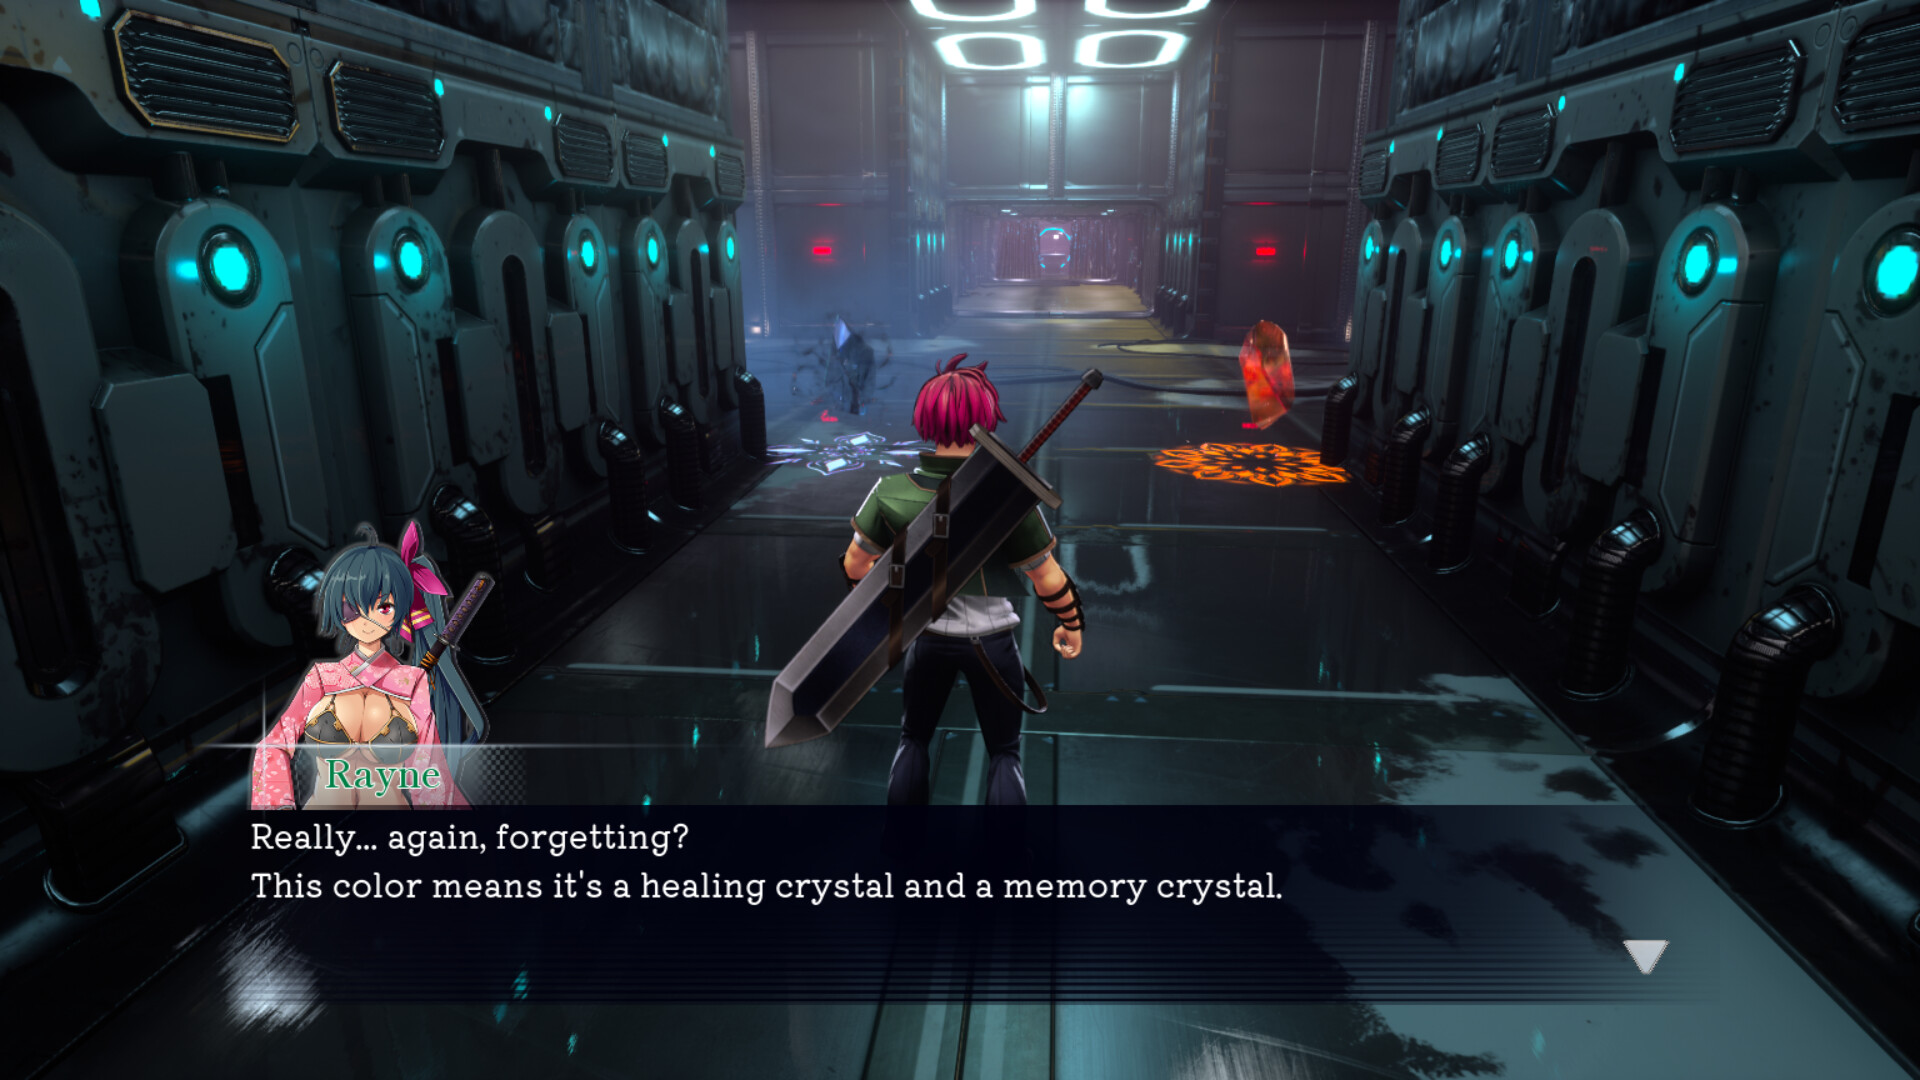 Rayne
Really... again, forgetting?
This color means it's a healing crystal and a memory crystal.